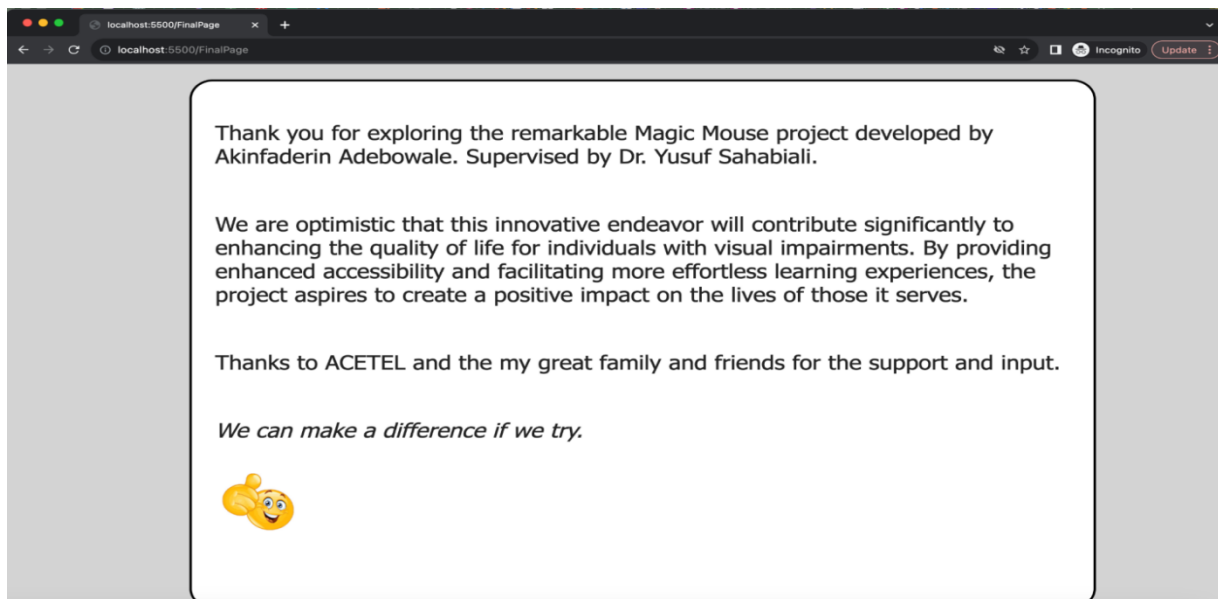 localhost:5500/FinalPage
localhost:5500/FinalPage
Incognito
Update
Thank you for exploring the remarkable Magic Mouse project developed by
Akinfaderin Adebowale. Supervised by Dr. Yusuf Sahabiali.
We are optimistic that this innovative endeavor will contribute significantly to
enhancing the quality of life for individuals with visual impairments. By providing
enhanced accessibility and facilitating more effortless learning experiences, the
project aspires to create a positive impact on the lives of those it serves.
Thanks to ACETEL and the my great family and friends for the support and input.
We can make a difference if we try.